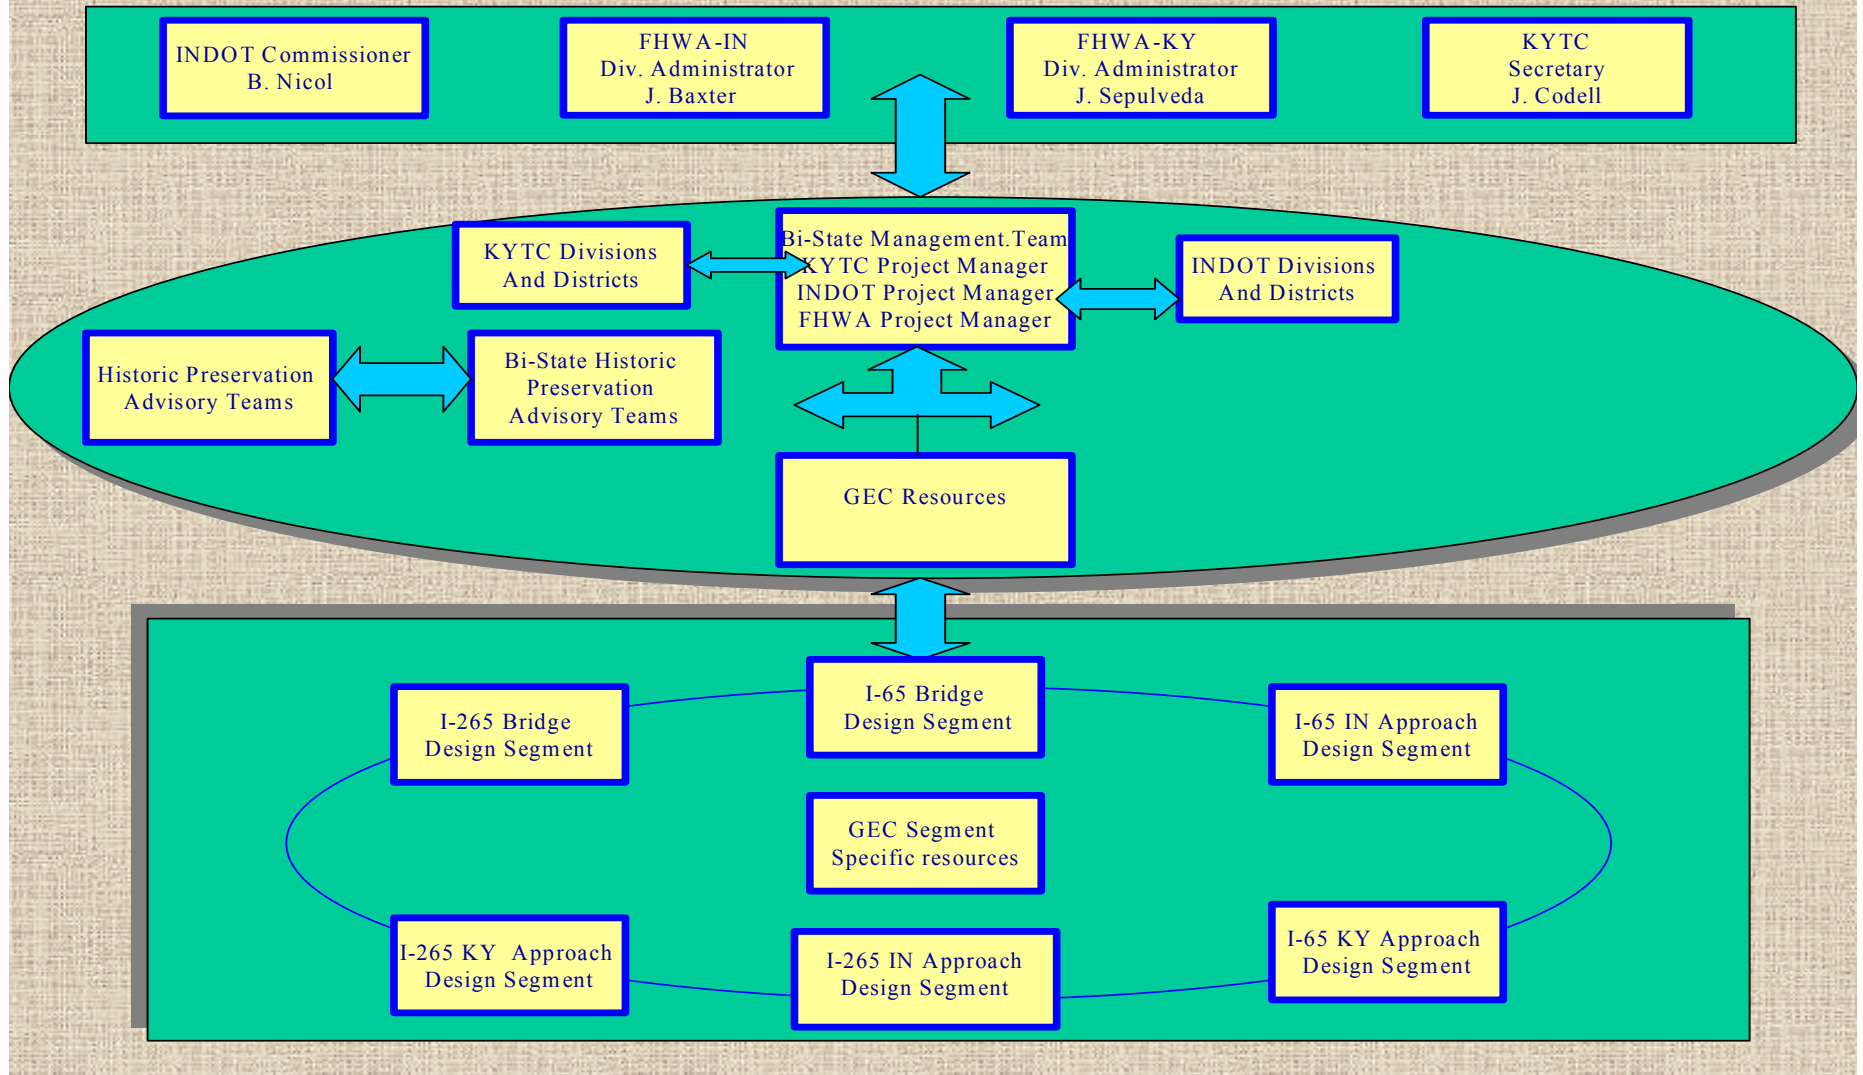 INDOT Commissioner
B. Nicol
FHWA-IN
Div. Administrator
J. Baxter
FHWA-KY
Div. Administrator
J. Sepulveda
KYTC
Secretary
J. Codell
KYTC Divisions
And Districts
Bi-State Management.Team
KYTC Project Manager
INDOT Project Manager
FHWA Project Manager
INDOT Divisions
And Districts
Historic Preservation
Advisory Teams
Bi-State Historic
Preservation
Advisory Teams
GEC Resources
I-265 Bridge
Design Segment
I-65 Bridge
Design Segment
I-65 IN Approach
Design Segment
GEC Segment
Specific resources
I-265 KY Approach
Design Segment
I-265 IN Approach
Design Segment
I-65 KY Approach
Design Segment